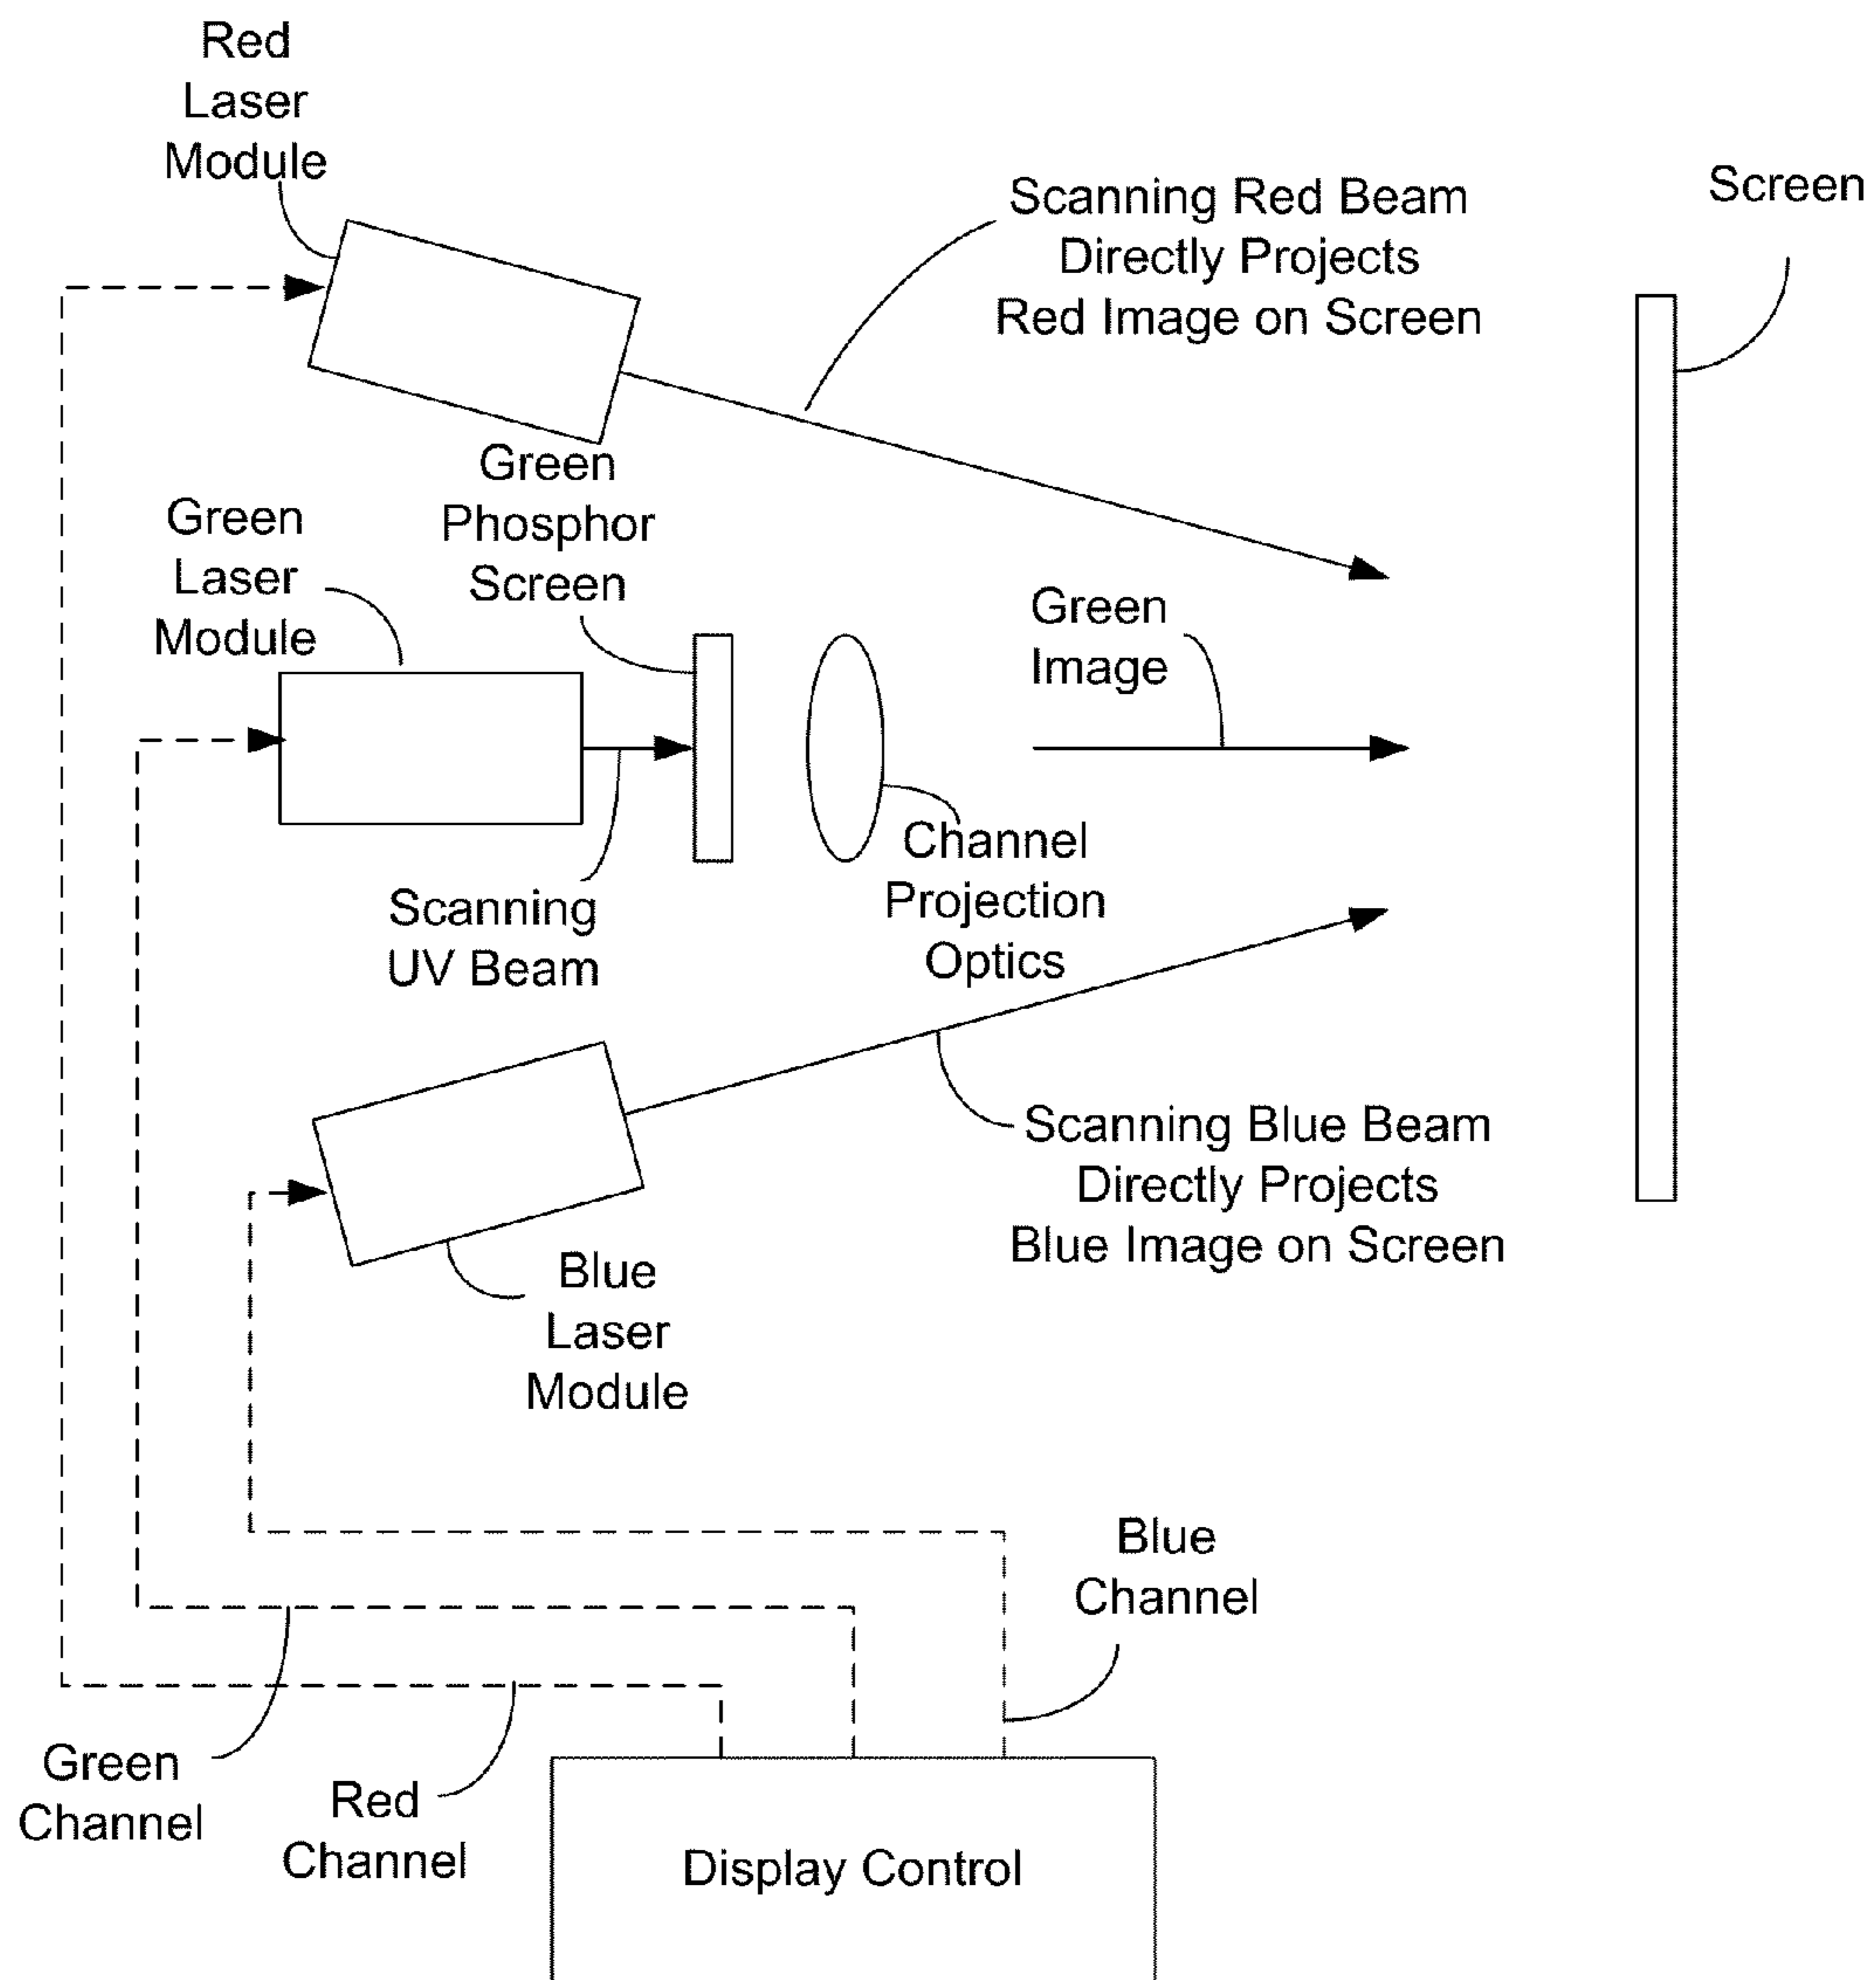 Red
Laser
Module
Scanning Red Beam
Directly Projects
Red Image on Screen
Screen
Green
Phosphor
Screen
Green
Laser
Module
Green
Image
Channel
Projection
Optics
Scanning
UV Beam
Scanning Blue Beam
Directly Projects
Blue Image on Screen
Blue
Laser
Module
Blue
Channel
Green
Channel
Red
Channel
Display Control